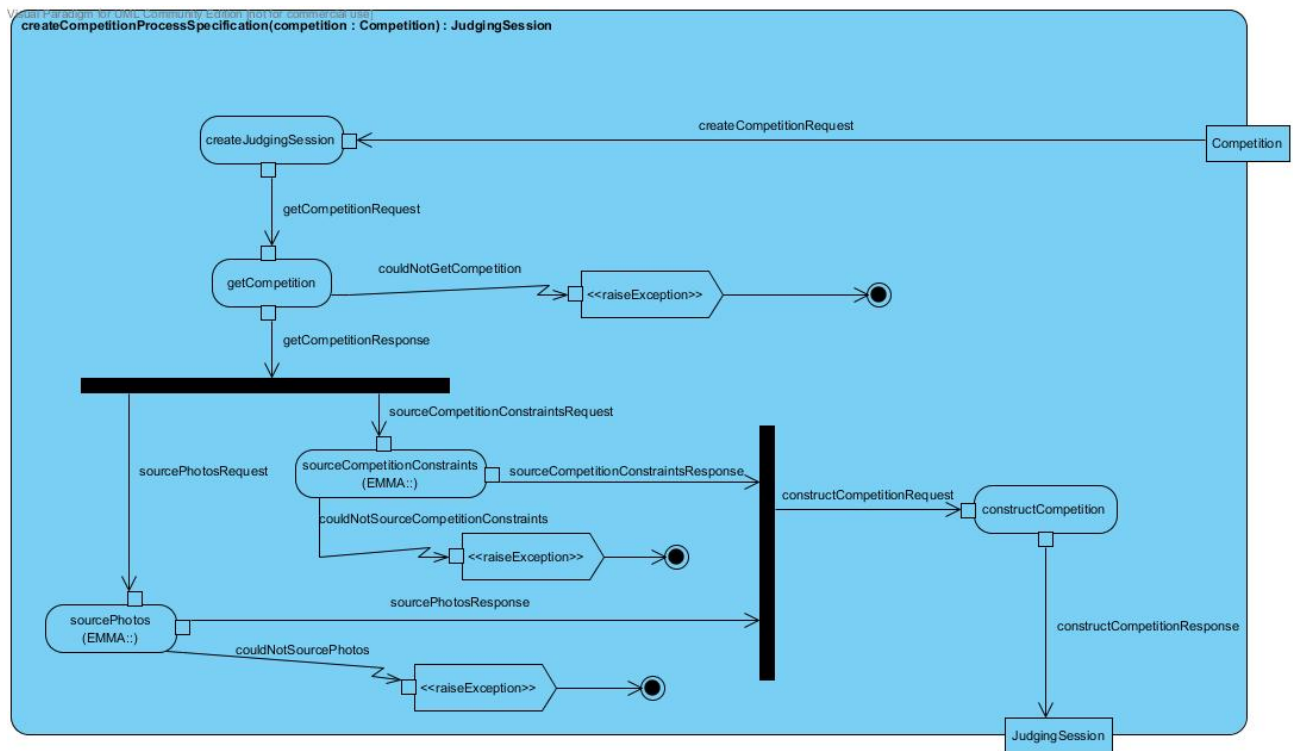 Visual Paradigm for UML Community Edition [not for commercial use]
createCompetitionProcessSpecification(competition : Competition) : JudgingSession
createCompetitionRequest
createJudgingSession
Competition
getCompetitionRequest
couldNotGetCompetition
getCompetition
<<raiseException>>
getCompetitionResponse
sourceCompetitionConstraintsRequest
sourcePhotosRequest
sourceCompetitionConstraints
(EMMA::)
sourceCompetitionConstraintsResponse
constructCompetitionRequest
constructCompetition
couldNotSourceCompetitionConstraints
<<raiseException>>
sourcePhotosResponse
sourcePhotos
(EMMA::)
constructCompetitionResponse
couldNotSourcePhotos
<<raiseException>>
JudgingSession